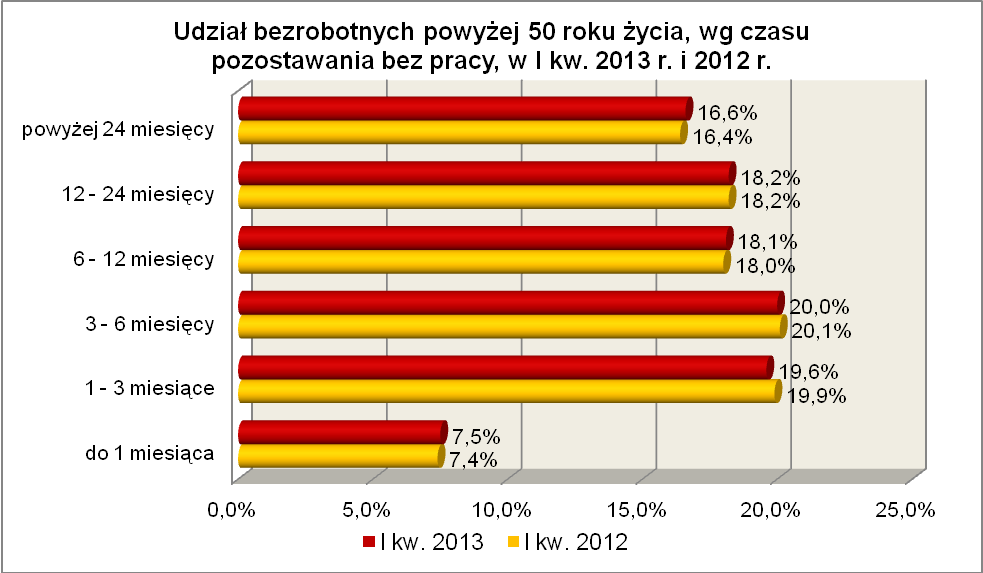 Udział bezrobotnych powyżej 50 roku życia, wg czasu
pozostawania bez pracy, w I kw. 2013 r. i 2012 r.
powyżej 24 miesięcy
16,6%
16,4%
12 - 24 miesięcy
18,2%
18,2%
6 - 12 miesięcy
18,1%
18,0%
3 - 6 miesięcy
20,0%
20,1%
1 - 3 miesiące
19,6%
19,9%
do 1 miesiąca
7,5%
7,4%
0,0% 5,0% 10,0% 15,0% 20,0% 25,0%
I kw. 2013 I kw. 2012